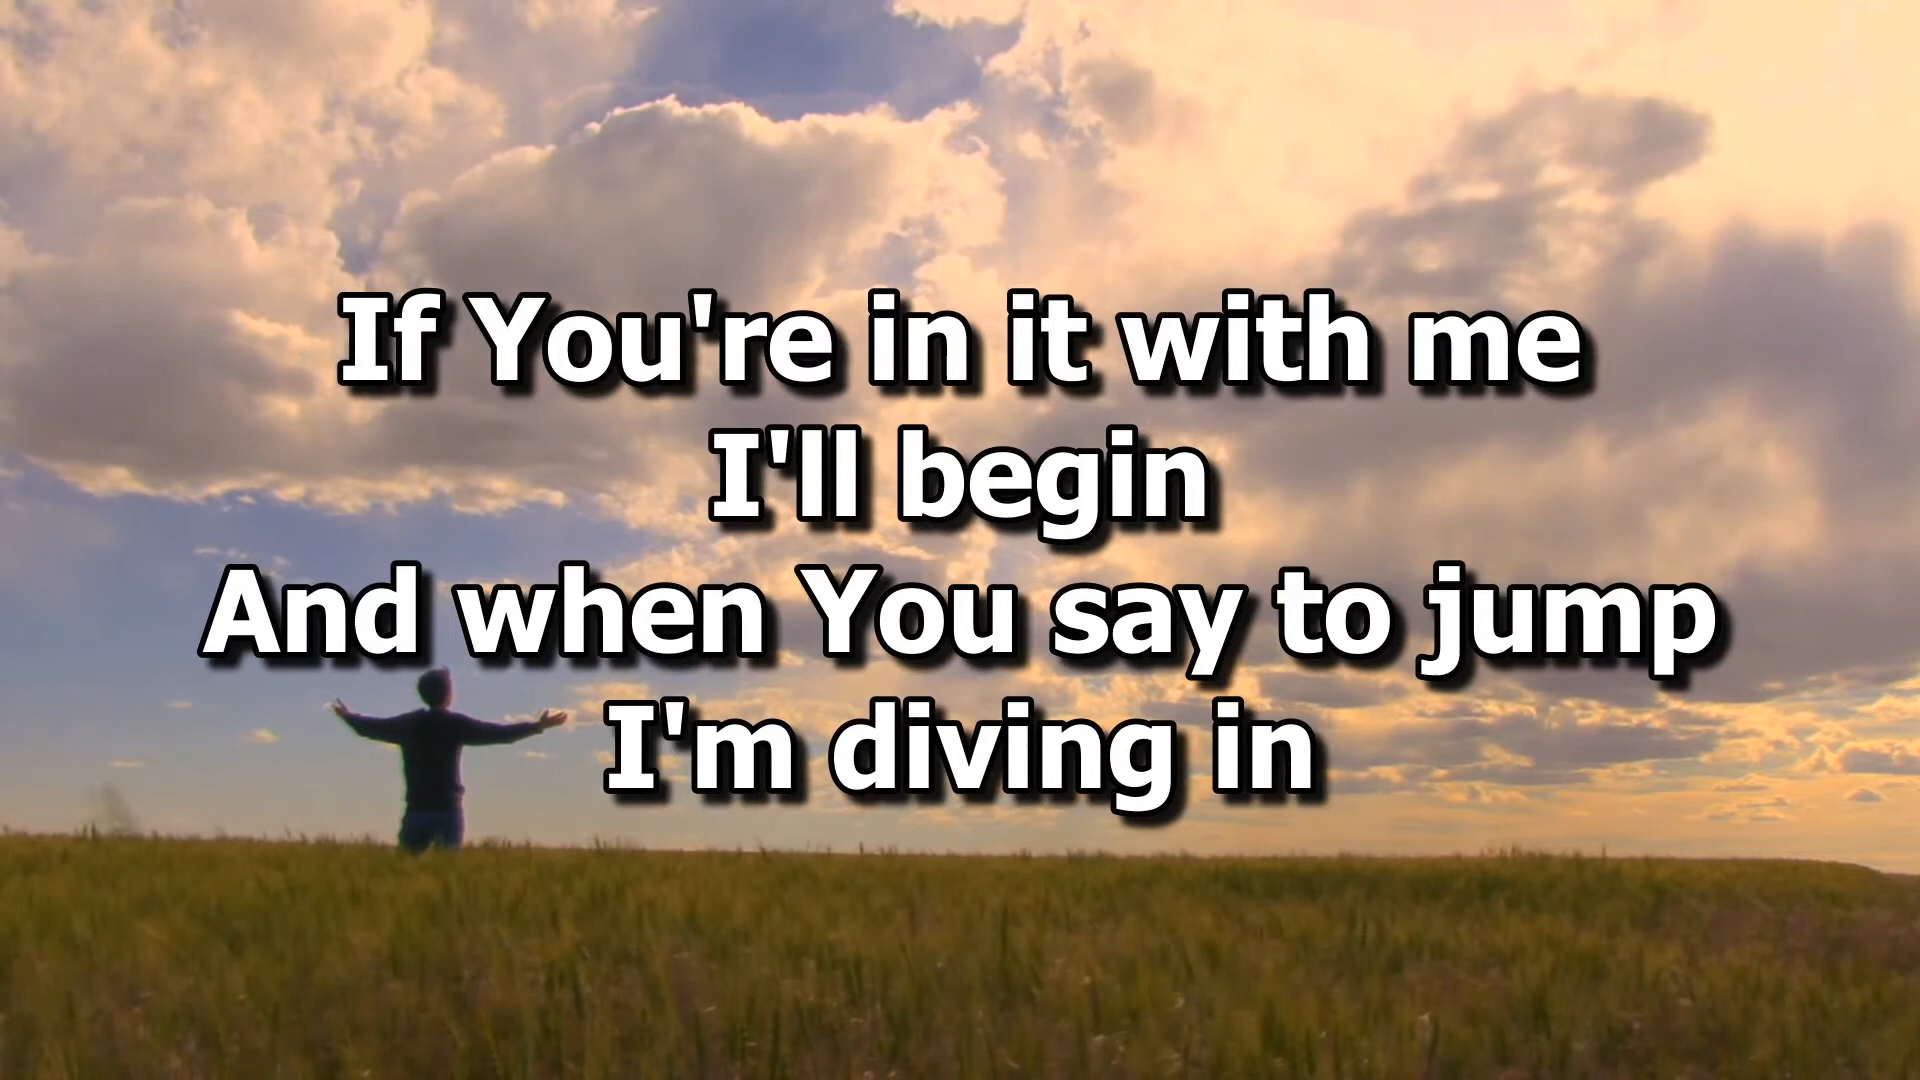 If You're in it with me
I'll begin
And when You say to jump
I'm diving in